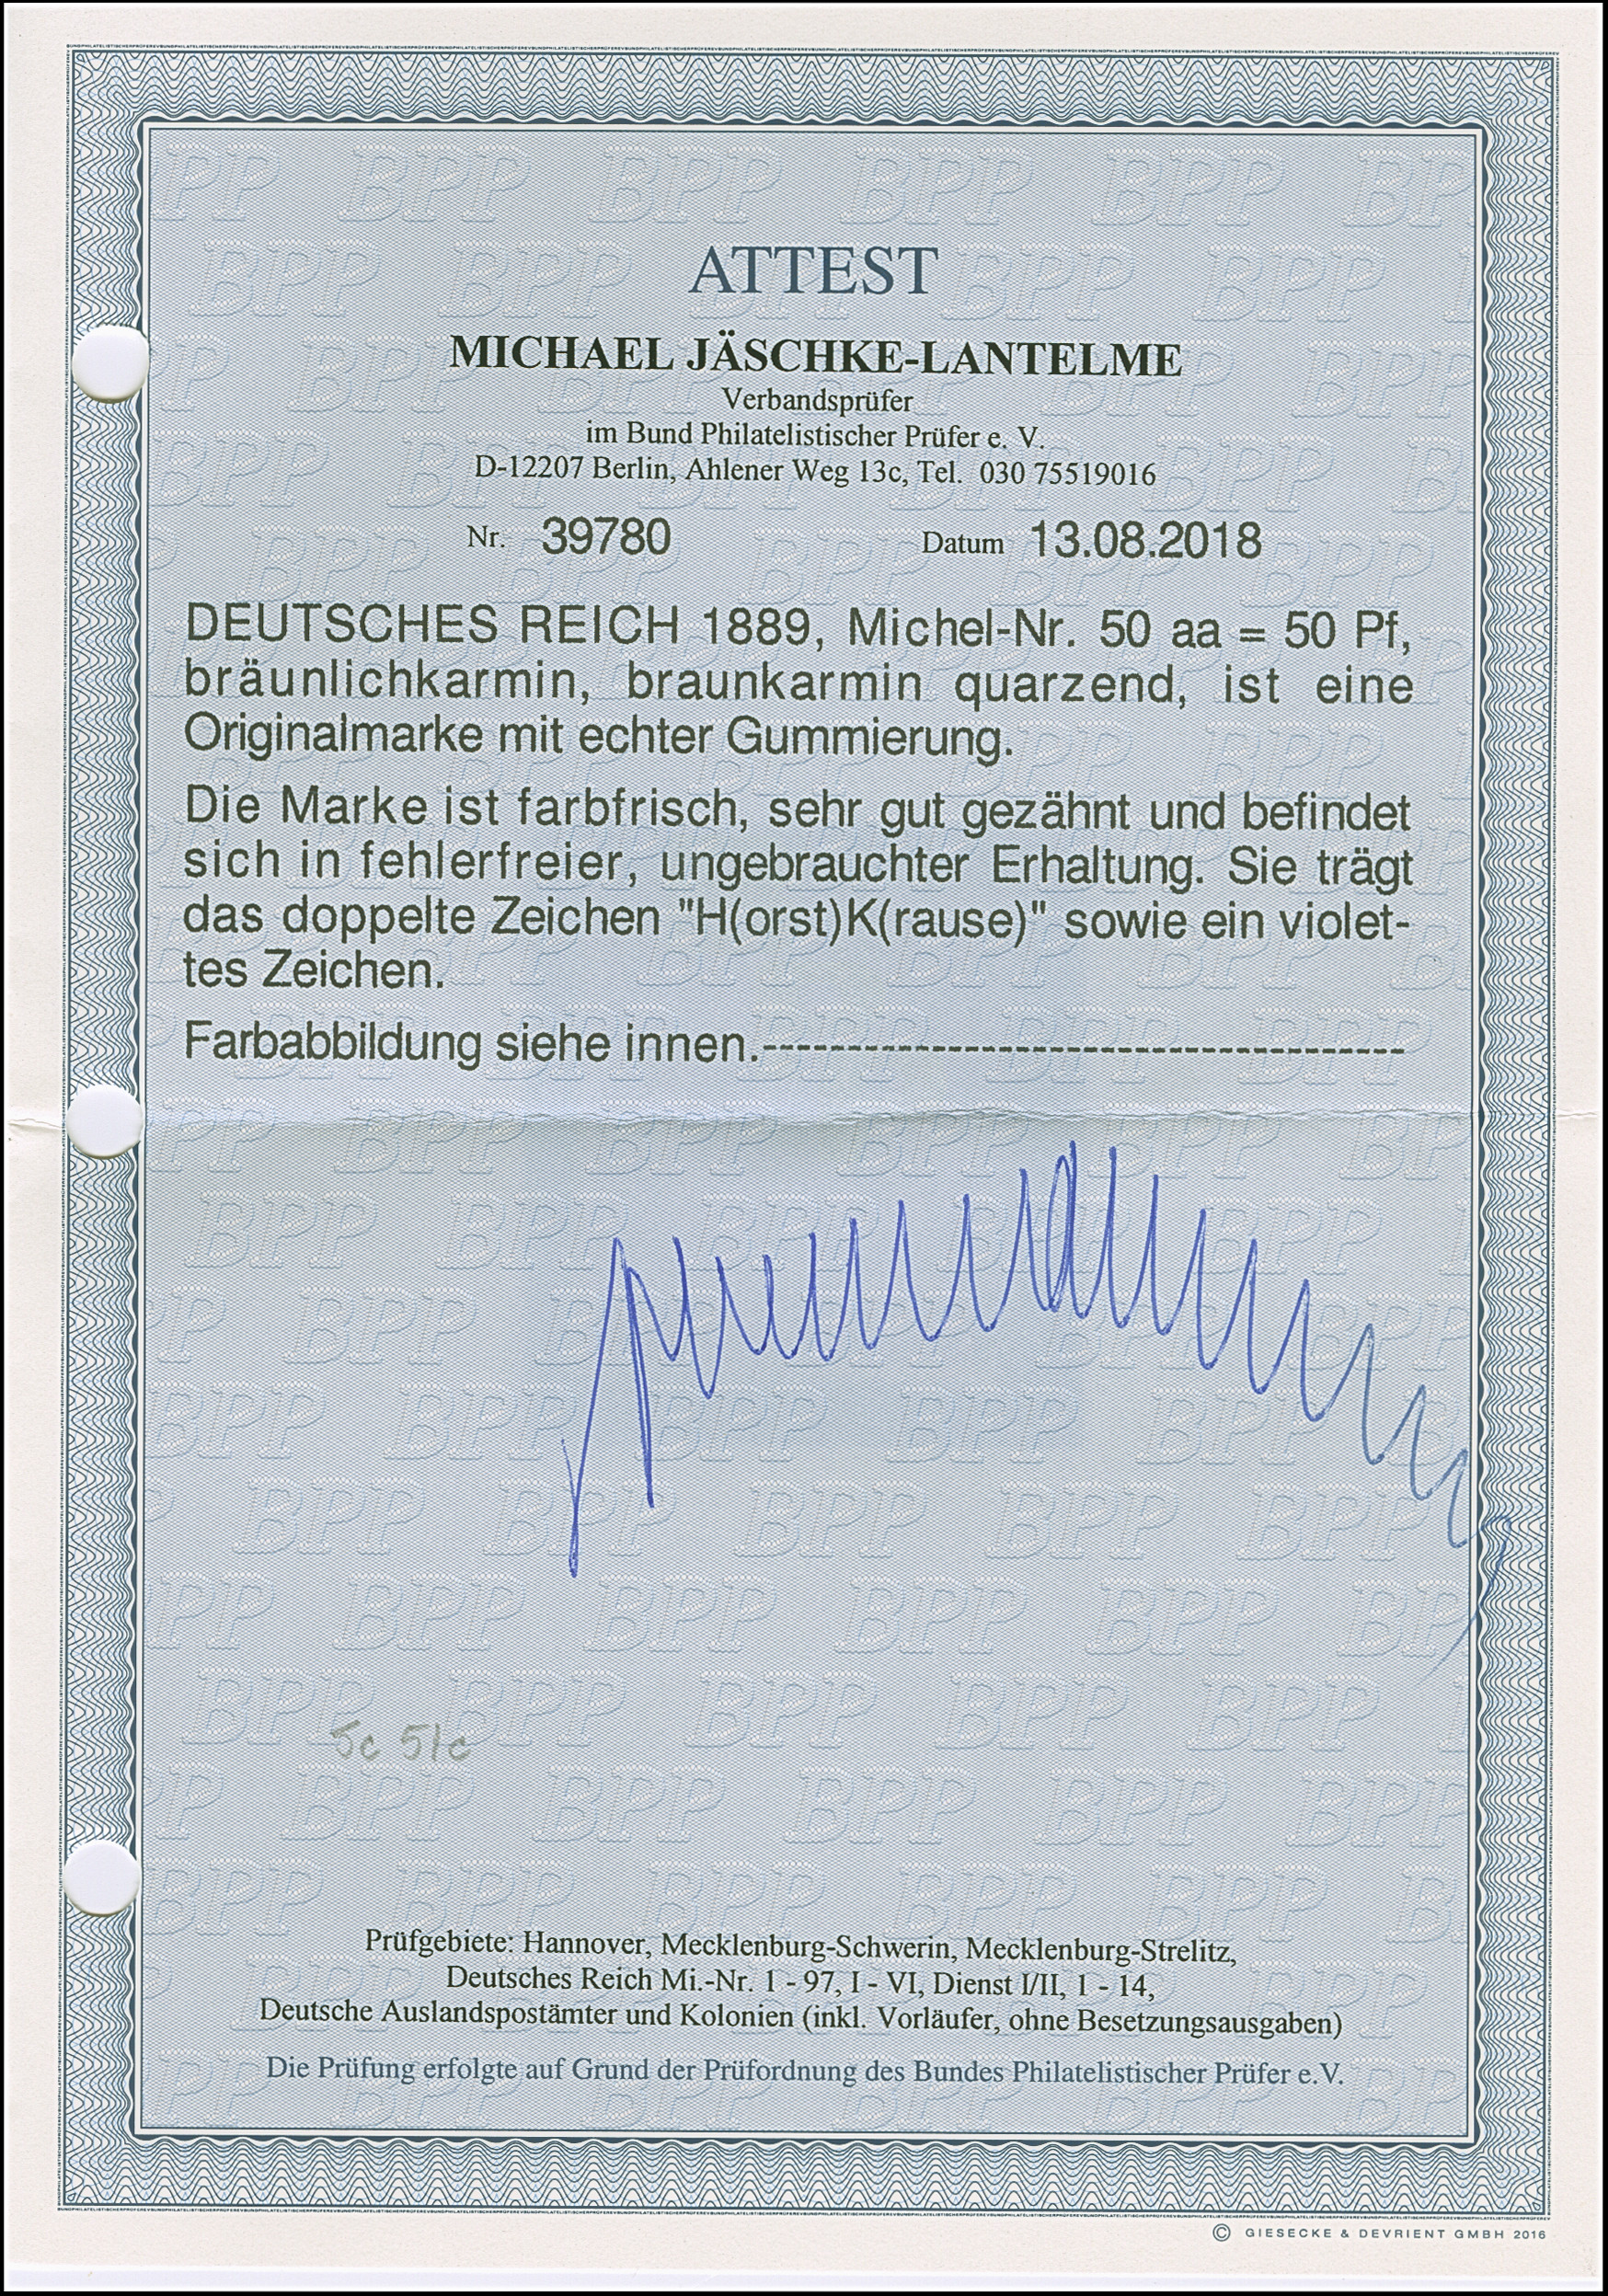 ATTEST
MICHAEL JÄSCHKE-LANTELME
Verbandsprüfer
im Bund Philatelistischer Prüfer e. V.
D-12207 Berlin, Ahlener Weg 13c, Tel. 030 75519016
Nr. 39780 Datum 13.08.2018
DEUTSCHES REICH 1889, Michel-Nr. 50 aa = 50 Pf,
bräunlichkarmin, braunkarmin quarzend, ist eine
Originalmarke mit echter Gummierung.
Die Marke ist farbfrisch, sehr gut gezähnt und befindet
sich in fehlerfreier, ungebrauchter Erhaltung. Sie trägt
das doppelte Zeichen "H(orst)K(rause)" sowie ein violet-
tes Zeichen.
Farbabbildung siehe innen.--------------------------------------
Sc 51c
Prüfgebiete: Hannover, Mecklenburg-Schwerin, Mecklenburg-Strelitz,
Deutsches Reich Mi.-Nr. 1 - 97, I - VI, Dienst I/II, 1 - 14,
Deutsche Auslandspostämter und Kolonien (inkl. Vorläufer, ohne Besetzungsausgaben)
Die Prüfung erfolgte auf Grund der Prüfordnung des Bundes Philatelistischer Prüfer e.V.
© GIESECKE & DEVRIENT GMBH 2016